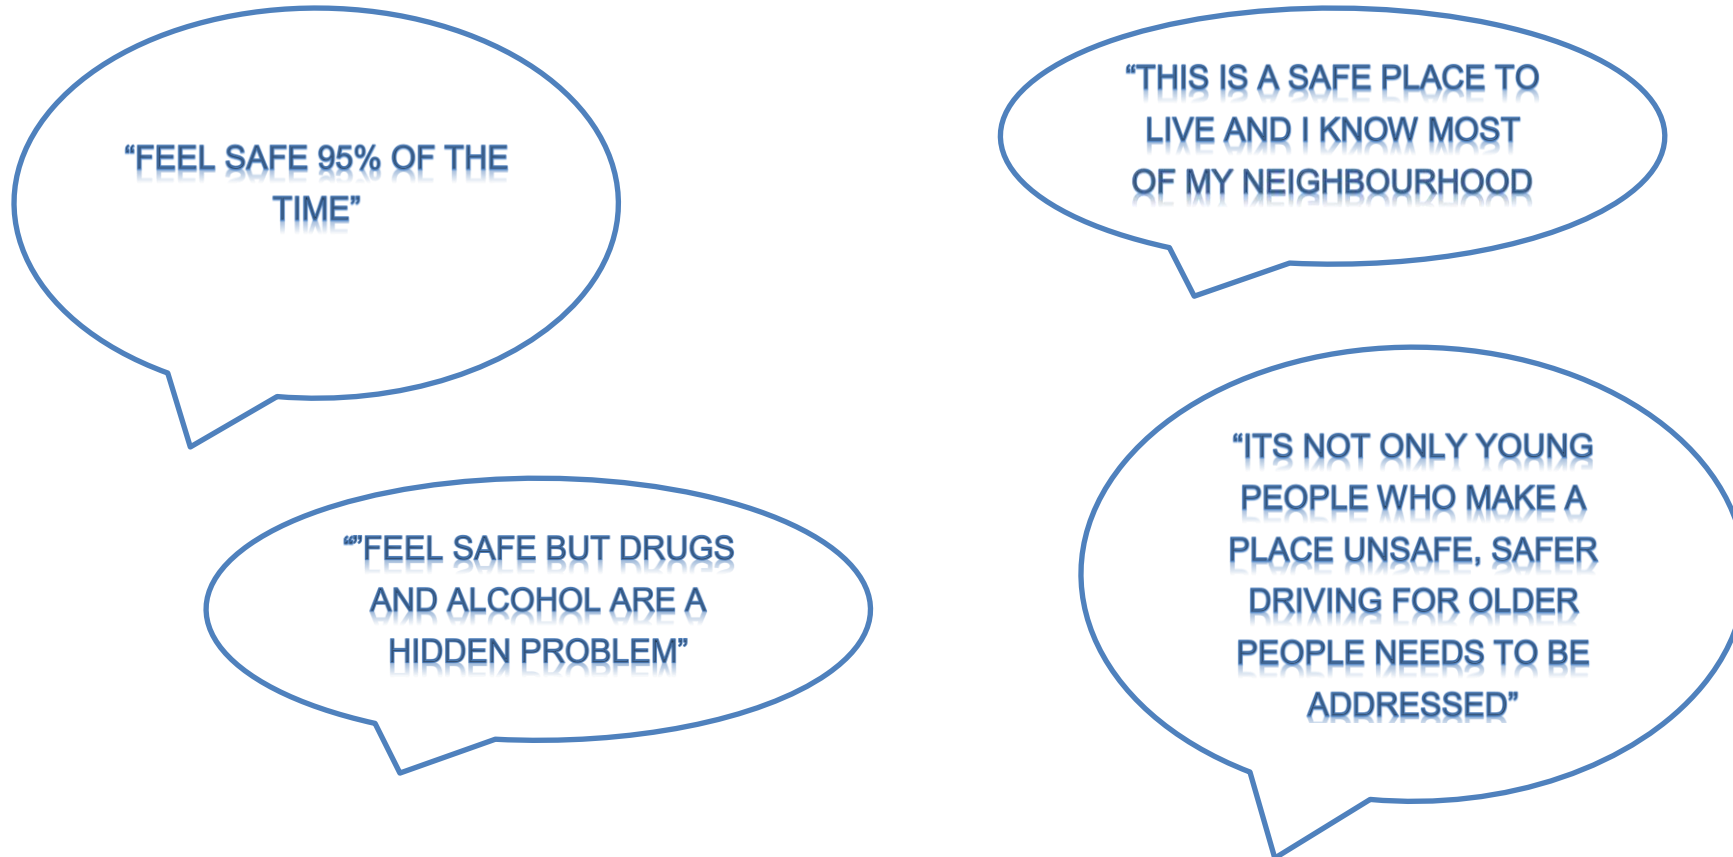 “FEEL SAFE 95% OF THE
TIME”
“THIS IS A SAFE PLACE TO
LIVE AND I KNOW MOST
OF MY NEIGHBOURHOOD
“”FEEL SAFE BUT DRUGS
AND ALCOHOL ARE A
HIDDEN PROBLEM”
“ITS NOT ONLY YOUNG
PEOPLE WHO MAKE A
PLACE UNSAFE, SAFER
DRIVING FOR OLDER
PEOPLE NEEDS TO BE
ADDRESSED”